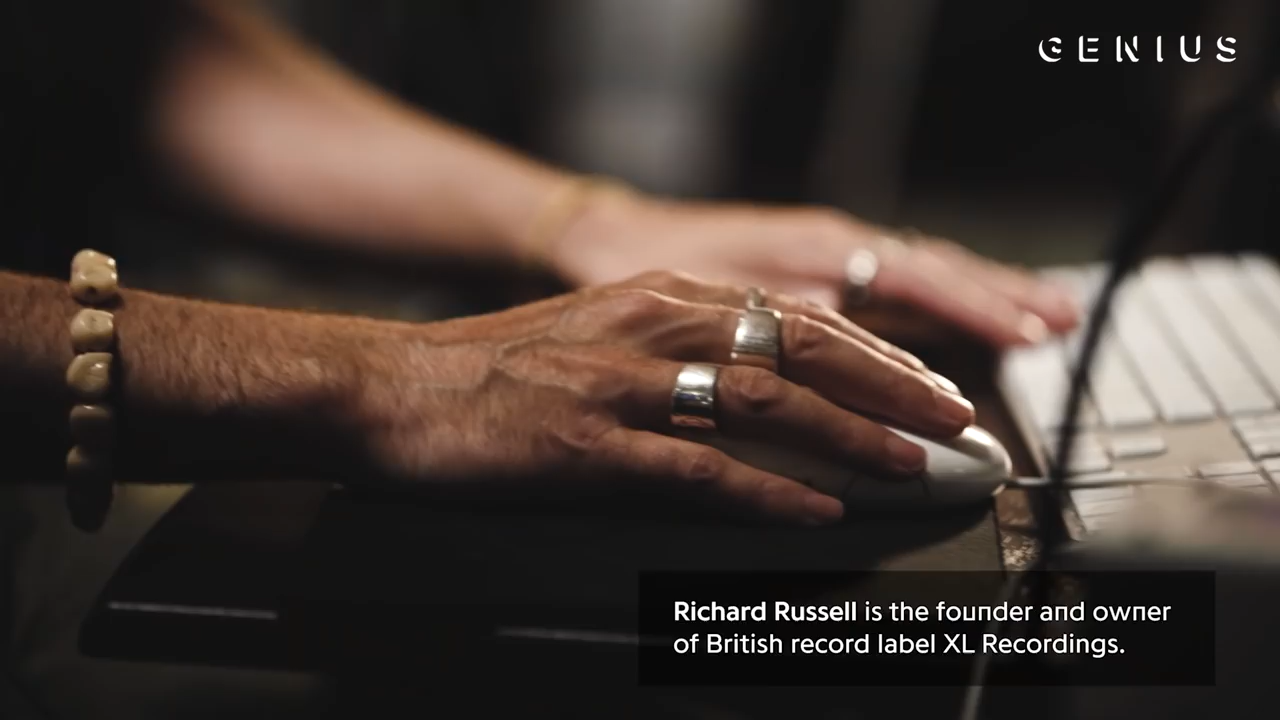 GENIUS
Richard Russell is the founder and owner
of British record label XL Recordings.